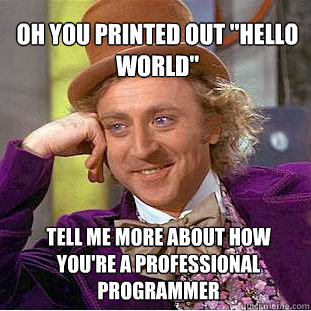 OH YOU PRINTED OUT "HELLO
WORLD"
TELL ME MORE ABOUT HOW
YOU'RE A PROFESSIONAL
PROGRAMMER
quickmeme.com